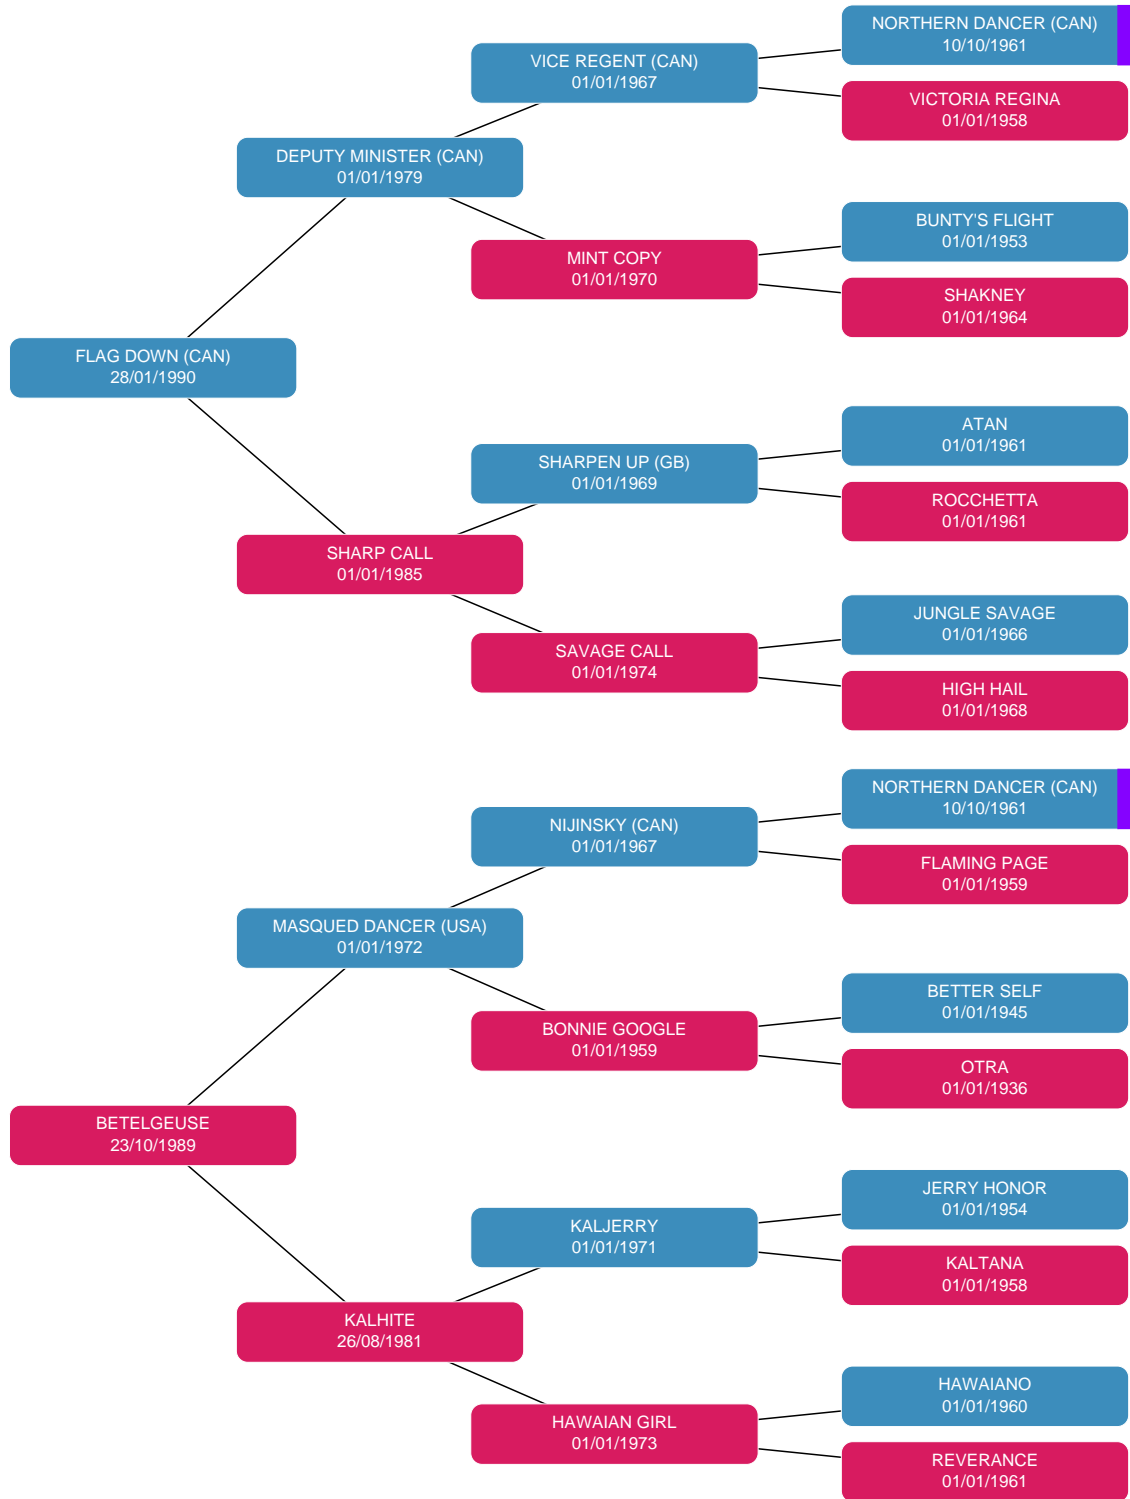 NORTHERN DANCER (CAN)
10/10/1961
VICE REGENT (CAN)
01/01/1967
VICTORIA REGINA
01/01/1958
DEPUTY MINISTER (CAN)
01/01/1979
BUNTY'S FLIGHT
01/01/1953
MINT COPY
01/01/1970
SHAKNEY
01/01/1964
FLAG DOWN (CAN)
28/01/1990
ATAN
01/01/1961
SHARPEN UP (GB)
01/01/1969
ROCCHETTA
01/01/1961
SHARP CALL
01/01/1985
JUNGLE SAVAGE
01/01/1966
SAVAGE CALL
01/01/1974
HIGH HAIL
01/01/1968
NORTHERN DANCER (CAN)
10/10/1961
NIJINSKY (CAN)
01/01/1967
FLAMING PAGE
01/01/1959
MASQUED DANCER (USA)
01/01/1972
BETTER SELF
01/01/1945
BONNIE GOOGLE
01/01/1959
OTRA
01/01/1936
BETELGEUSE
23/10/1989
JERRY HONOR
01/01/1954
KALJERRY
01/01/1971
KALTANA
01/01/1958
KALHITE
26/08/1981
HAWAIANO
01/01/1960
HAWAIAN GIRL
01/01/1973
REVERANCE
01/01/1961